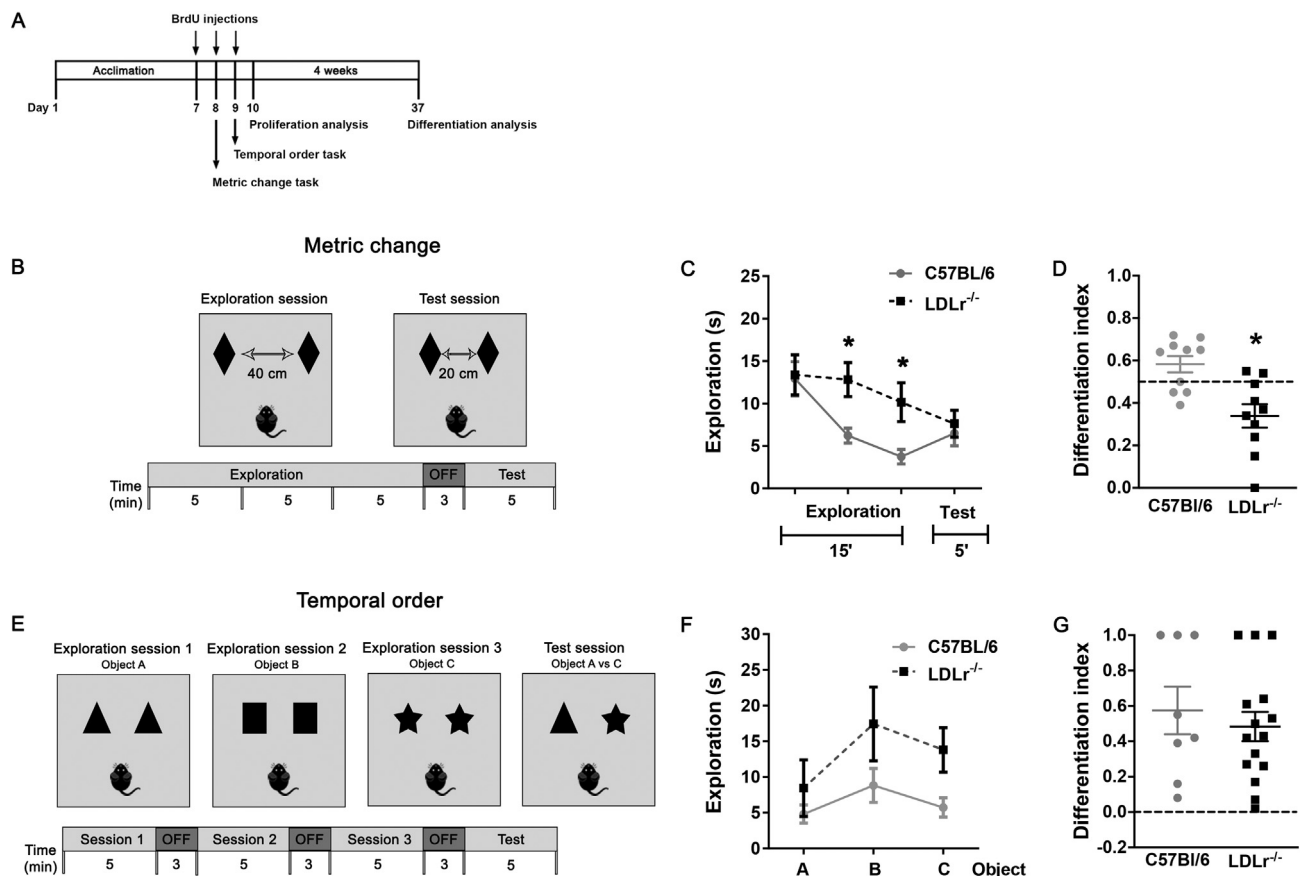 A
BrdU injections
Acclimation
4 weeks
Day 1
7
8
9
10
37
Proliferation analysis
Differentiation analysis
Temporal order task
Metric change task
Metric change
B
Exploration session
Test session
40 cm
20 cm
Exploration
OFF
Test
Time
(min)
5
5
5
3
5
C
C57BL/6
LDLr-/-
Exploration (s)
25
20
15
10
5
0
*
*
Exploration
Test
15'
5'
D
Differentiation index
1.0
0.8
0.6
0.4
0.2
0.0
*
C57Bl/6
LDLr-/-
Temporal order
E
Exploration session 1
Object A
Exploration session 2
Object B
Exploration session 3
Object C
Test session
Object A vs C
Session 1
OFF
Session 2
OFF
Session 3
OFF
Test
Time
(min)
5
3
5
3
5
3
5
F
C57BL/6
LDLr-/-
Exploration (s)
30
25
20
15
10
5
0
A
B
C
Object
G
Differentiation index
1.0
0.8
0.6
0.4
0.2
0.0
-0.2
C57Bl/6
LDLr-/-